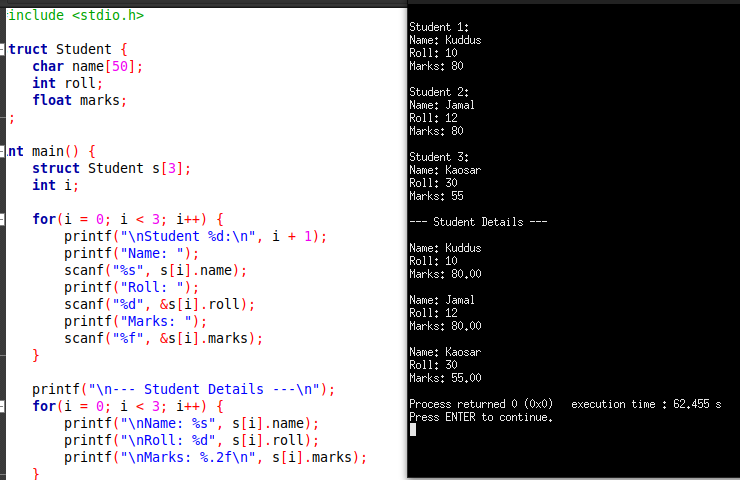 include <stdio.h>
truct Student {
char name[50];
int roll;
float marks;
;
nt main() {
struct Student s[3];
int i;
for(i = 0; i < 3; i++) {
printf("\nStudent %d:\n", i + 1);
printf("Name: ");
scanf("%s", s[i].name);
printf("Roll: ");
scanf("%d", &s[i].roll);
printf("Marks: ");
scanf("%f", &s[i].marks);
}
printf("\n--- Student Details ---\n");
for(i = 0; i < 3; i++) {
printf("\nName: %s", s[i].name);
printf("\nRoll: %d", s[i].roll);
printf("\nMarks: %.2f\n", s[i].marks);
}
Student 1:
Name: Kuddus
Roll: 10
Marks: 80
Student 2:
Name: Jamal
Roll: 12
Marks: 80
Student 3:
Name: Kaosar
Roll: 30
Marks: 55
--- Student Details ---
Name: Kuddus
Roll: 10
Marks: 80.00
Name: Jamal
Roll: 12
Marks: 80.00
Name: Kaosar
Roll: 30
Marks: 55.00
Process returned 0 (0x0)   execution time : 62.455 s
Press ENTER to continue.